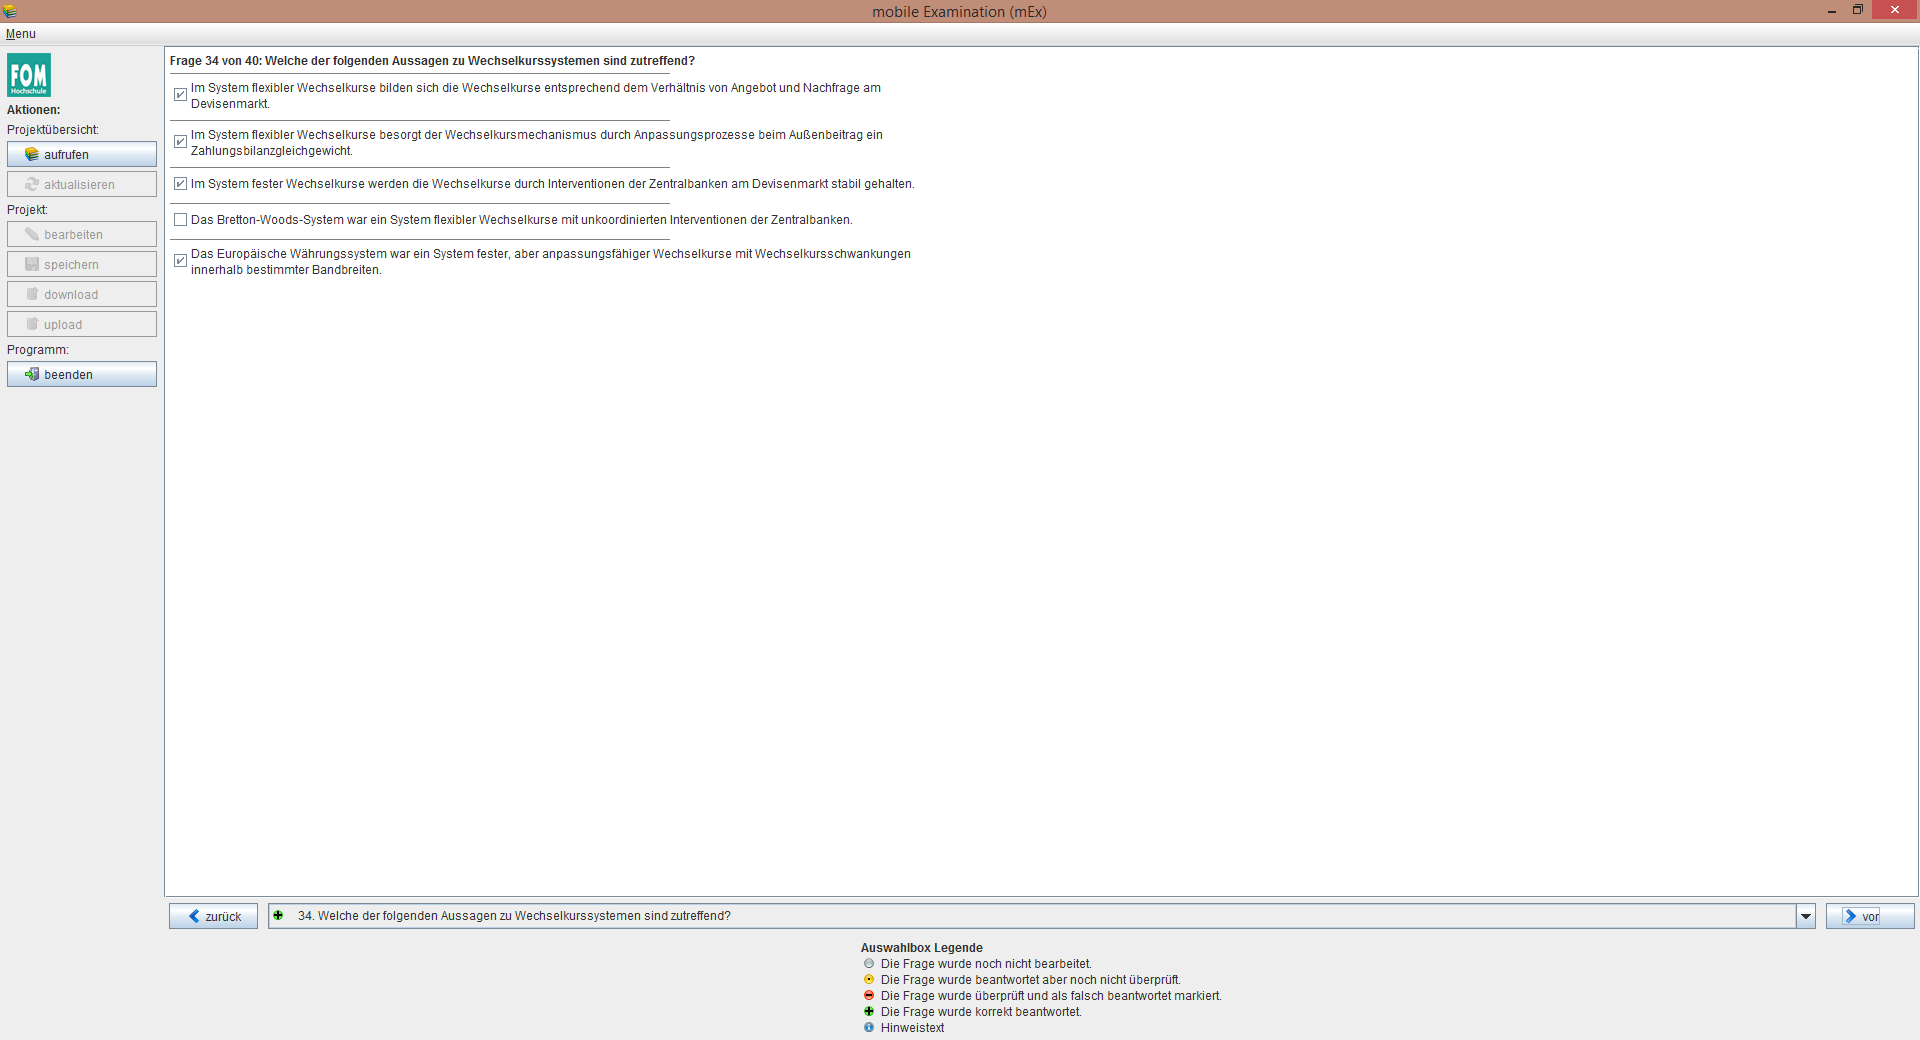 mobile Examination (mEx)
Menu
FOM
Hochschule
Aktionen:
Projektübersicht:
aufrufen
aktualisieren
Projekt:
bearbeiten
speichern
download
upload
Programm:
beenden
Frage 34 von 40: Welche der folgenden Aussagen zu Wechselkurssystemen sind zutreffend?
Im System flexibler Wechselkurse bilden sich die Wechselkurse entsprechend dem Verhältnis von Angebot und Nachfrage am
Devisenmarkt.
Im System flexibler Wechselkurse besorgt der Wechselkursmechanismus durch Anpassungsprozesse beim Außenbeitrag ein
Zahlungsbilanzgleichgewicht.
Im System fester Wechselkurse werden die Wechselkurse durch Interventionen der Zentralbanken am Devisenmarkt stabil gehalten.
Das Bretton-Woods-System war ein System flexibler Wechselkurse mit unkoordinierten Interventionen der Zentralbanken.
Das Europäische Währungssystem war ein System fester, aber anpassungsfähiger Wechselkurse mit Wechselkursschwankungen
innerhalb bestimmter Bandbreiten.
zurück
34. Welche der folgenden Aussagen zu Wechselkurssystemen sind zutreffend?
vor
Auswahlbox Legende
Die Frage wurde noch nicht bearbeitet.
Die Frage wurde beantwortet aber noch nicht überprüft.
Die Frage wurde überprüft und als falsch beantwortet markiert.
Die Frage wurde korrekt beantwortet.
Hinweistext